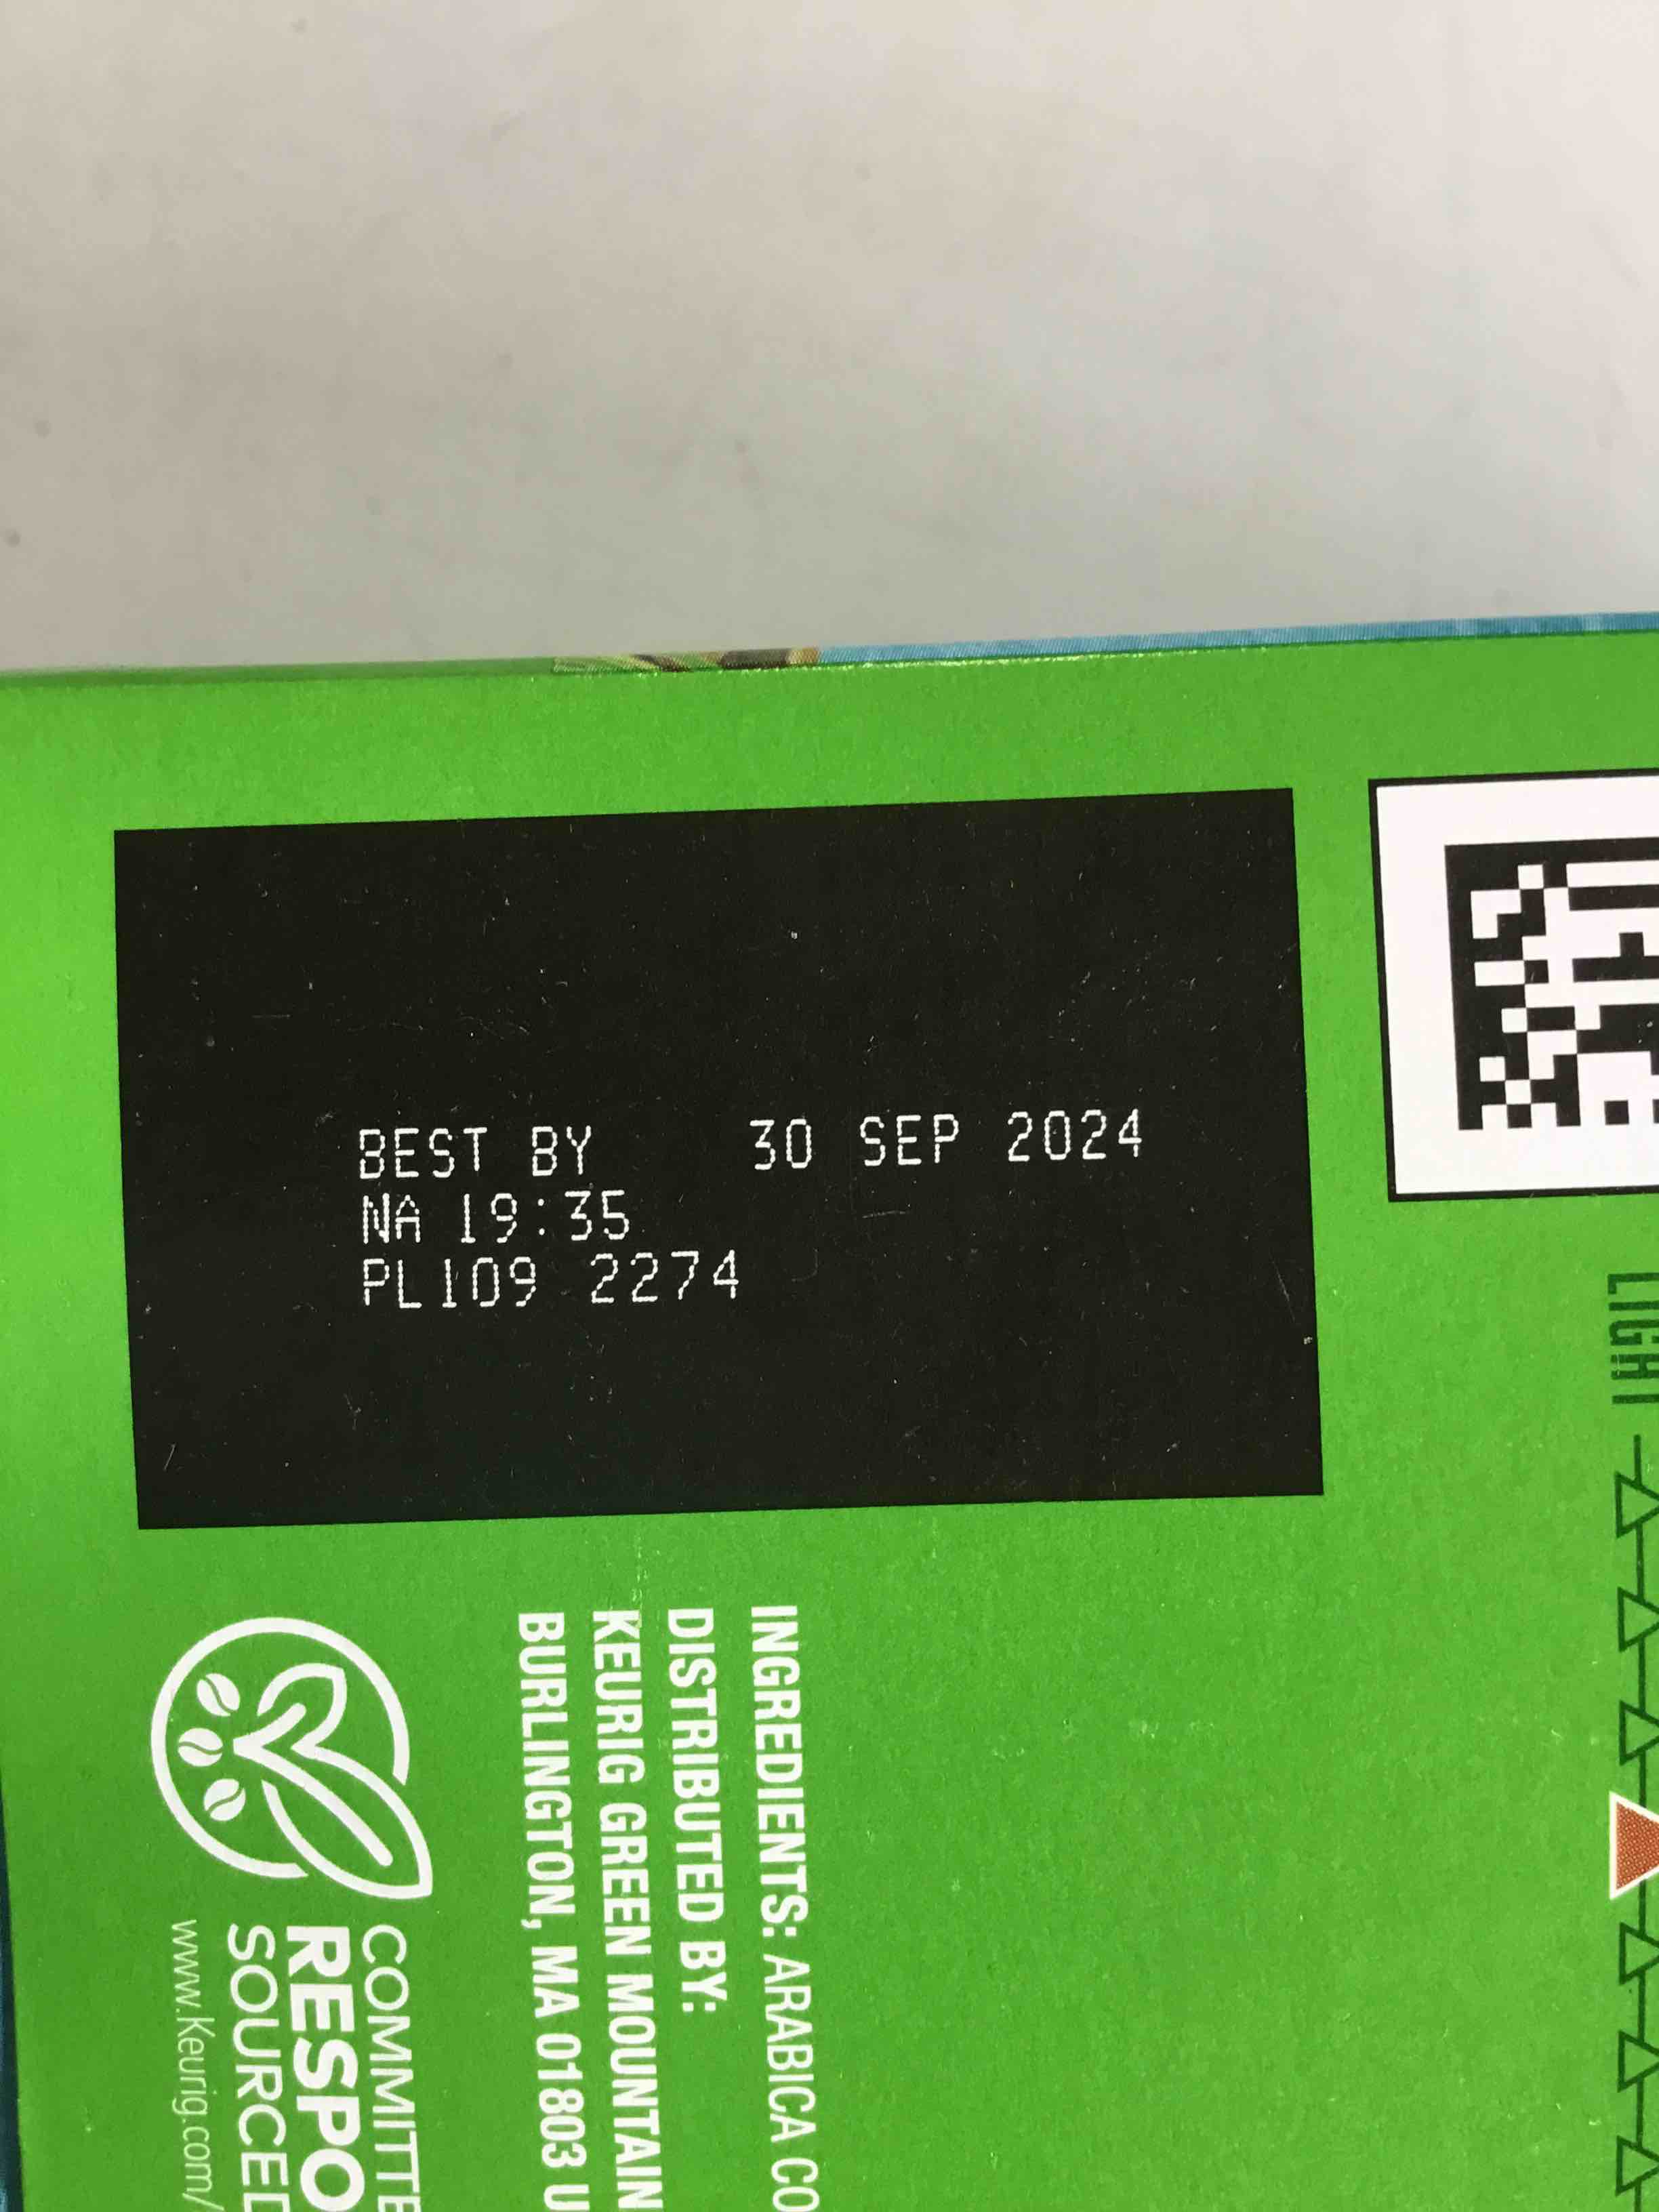 BEST BY 30 SEP 2024
NA 19:35
PL109 2274
LIGHT
INGREDIENTS: ARABICA CO
DISTRIBUTED BY:
KEURIG GREEN MOUNTAIN
BURLINGTON, MA 01803 U
COMMITTE
RESPO
SOURCED
www.Keurig.com/